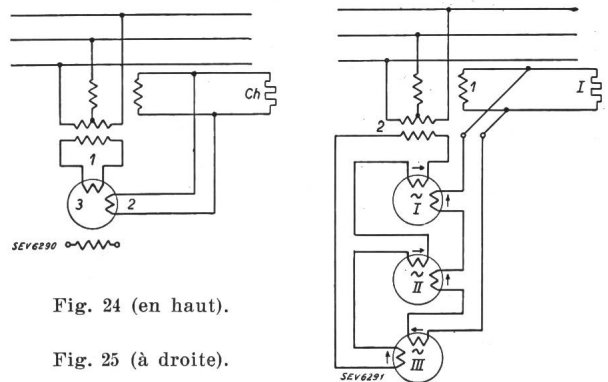 Ch
1
3
2
SEV6290
Fig. 24 (en haut).
Fig. 25 (à droite).
1
I
2
~
I
~
II
~
III
SEV6291